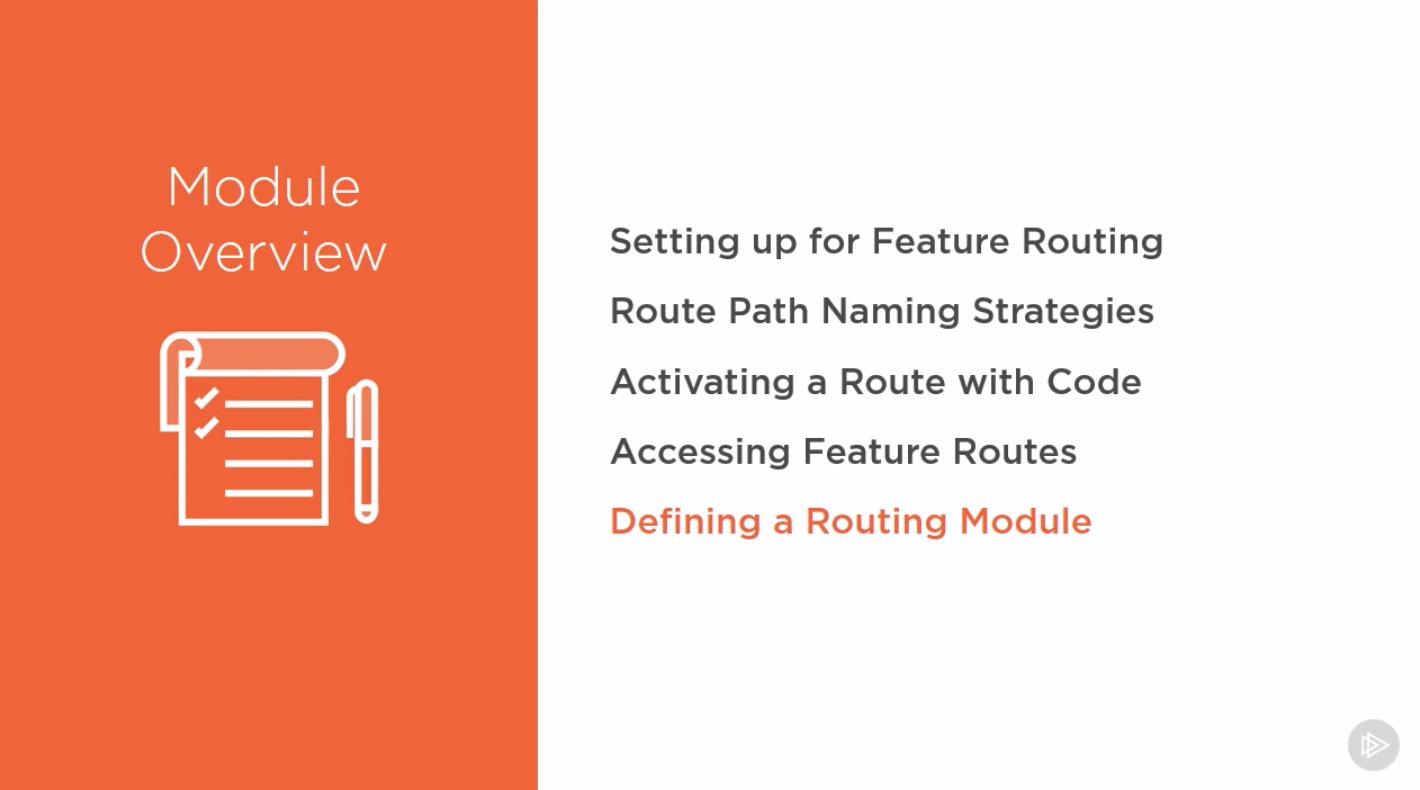 Module
Overview
Setting up for Feature Routing
Route Path Naming Strategies
Activating a Route with Code
Accessing Feature Routes
Defining a Routing Module